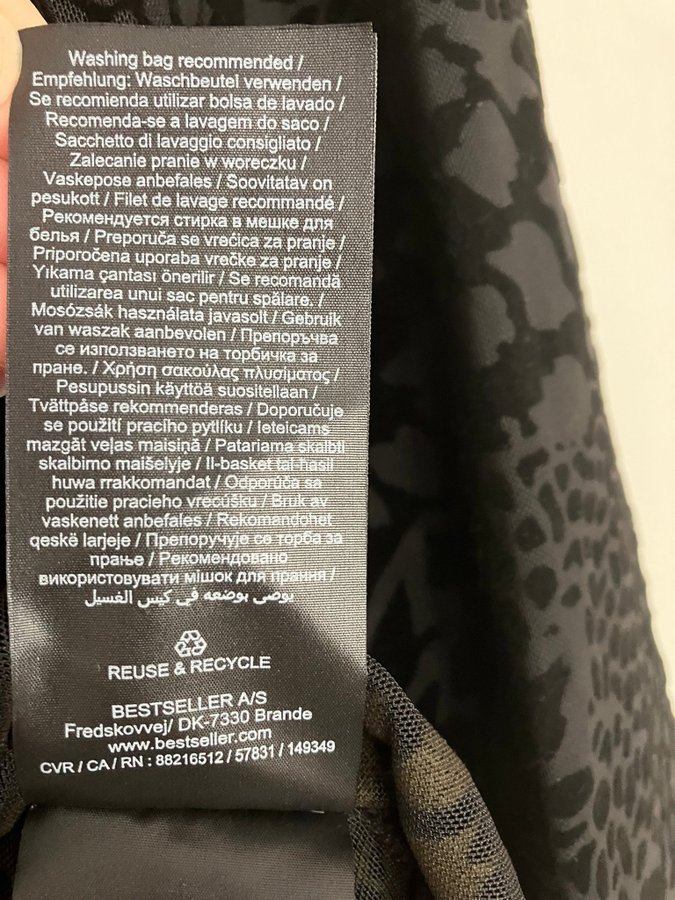 Washing bag recommended /
Empfehlung: Waschbeutel verwenden /
Se recomienda utilizar bolsa de lavado /
Recomenda-se a lavagem do saco /
Sacchetto di lavaggio consigliato /
Zalecanie pranie w woreczku /
Vaskepose anbefales / Soovitatav on
pesukott / Filet de lavage recommandé /
Рекомендуется стирка в мешке для
белья / Preporuča se vrećica za pranje /
Priporočena uporaba vrečke za pranje /
Yıkama çantası önerilir / Se recomandă
utilizarea unui sac pentru spălare. /
Mosózsák használata javasolt / Gebruik
van waszak aanbevolen / Препоръчва
се използването на торбичка за
пране. / Χρήση σακούλας πλυσίματος /
Pesupussin käyttöä suositellaan /
Tvättpåse rekommenderas / Doporučuje
se použití pracího pytlíku / Ieteicams
mazgāt veļas maisiņā / Patariama skalbti
skalbimo maišelyje / Il-basket tal-ħasil
huwa rrakkomandat / Odporúča sa
použitie pracieho vrecúšku / Bruk av
vaskenett anbefales / Rekomandohet
qeskë larjeje / Препоручује се торба за
прање / Рекомендовано
використовувати мішок для прання /
يوصى بوضعه في كيس الغسيل
REUSE & RECYCLE
BESTSELLER A/S
Fredskovvej/ DK-7330 Brande
www.bestseller.com
CVR / CA / RN : 88216512 / 57831 / 149349